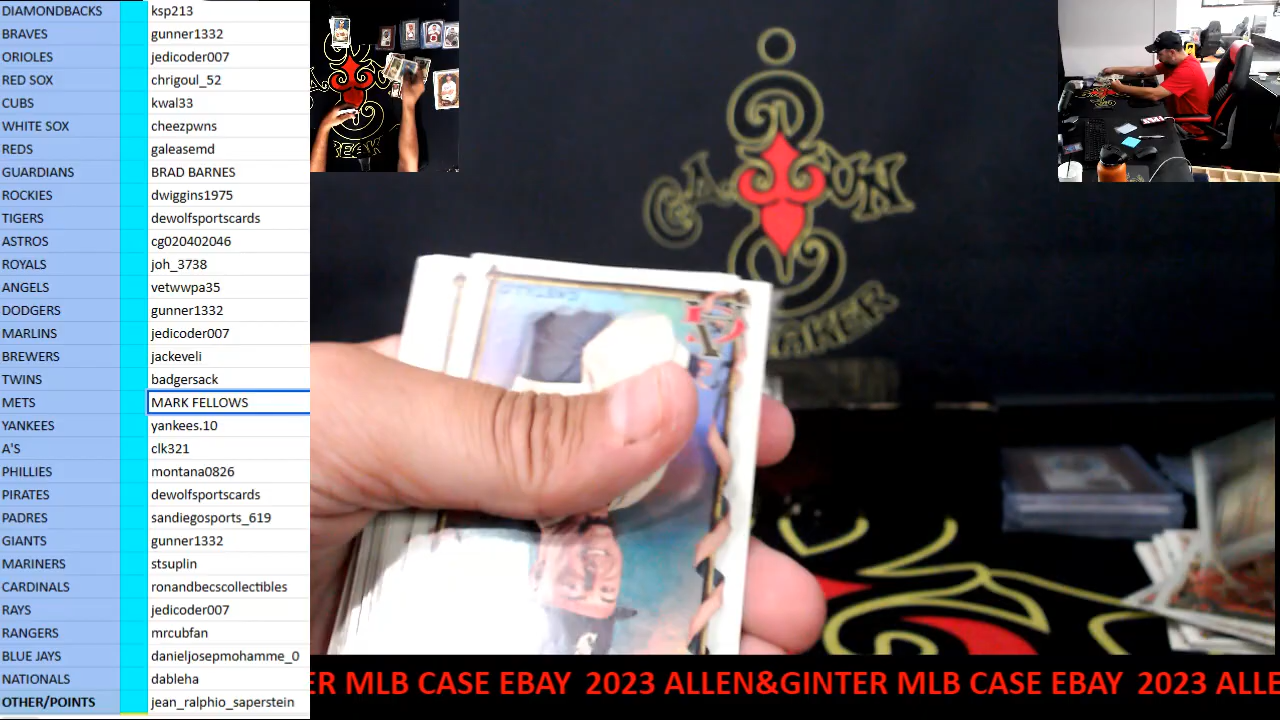 DIAMONDBACKS ksp213
BRAVES gunner1332
ORIOLES jedicoder007
RED SOX chrigoul_52
CUBS kwal33
WHITE SOX cheezpwns
REDS galeasemd
GUARDIANS BRAD BARNES
ROCKIES dwiggins1975
TIGERS dewolfsportscards
ASTROS cg020402046
ROYALS joh_3738
ANGELS vetwwpa35
DODGERS gunner1332
MARLINS jedicoder007
BREWERS jackeveli
TWINS badgersack
METS MARK FELLOWS
YANKEES yankees.10
A'S clk321
PHILLIES montana0826
PIRATES dewolfsportscards
PADRES sandiegosports_619
GIANTS gunner1332
MARINERS stsuplin
CARDINALS ronandbecscollectibles
RAYS jedicoder007
RANGERS mrcubfan
BLUE JAYS danieljosepmohamme_0
NATIONALS dableha
OTHER/POINTS jean_ralphio_saperstein
ER MLB CASE EBAY 2023 ALLEN&GINTER MLB CASE EBAY 2023 ALLE